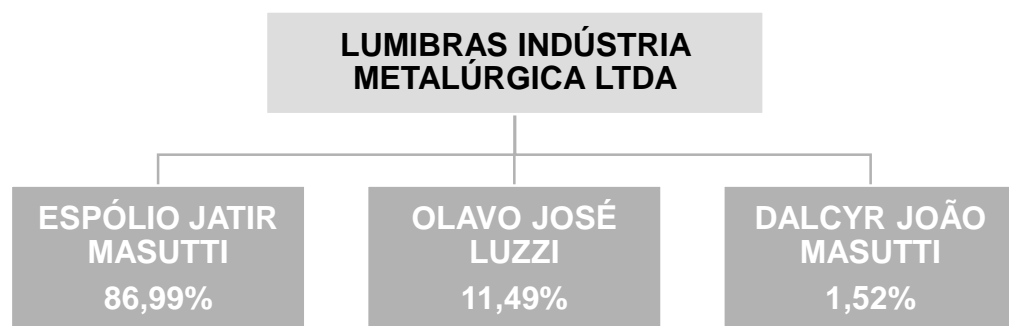 LUMIBRAS INDÚSTRIA
METALÚRGICA LTDA
ESPÓLIO JATIR
MASUTTI
86,99%
OLAVO JOSÉ
LUZZI
11,49%
DALCYR JOÃO
MASUTTI
1,52%